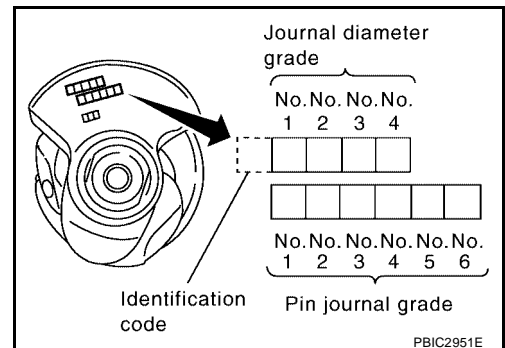 Journal diameter
grade
No. No. No. No.
1 2 3 4
No. No. No. No. No. No.
1 2 3 4 5 6
Identification
code
Pin journal grade
PBIC2951E